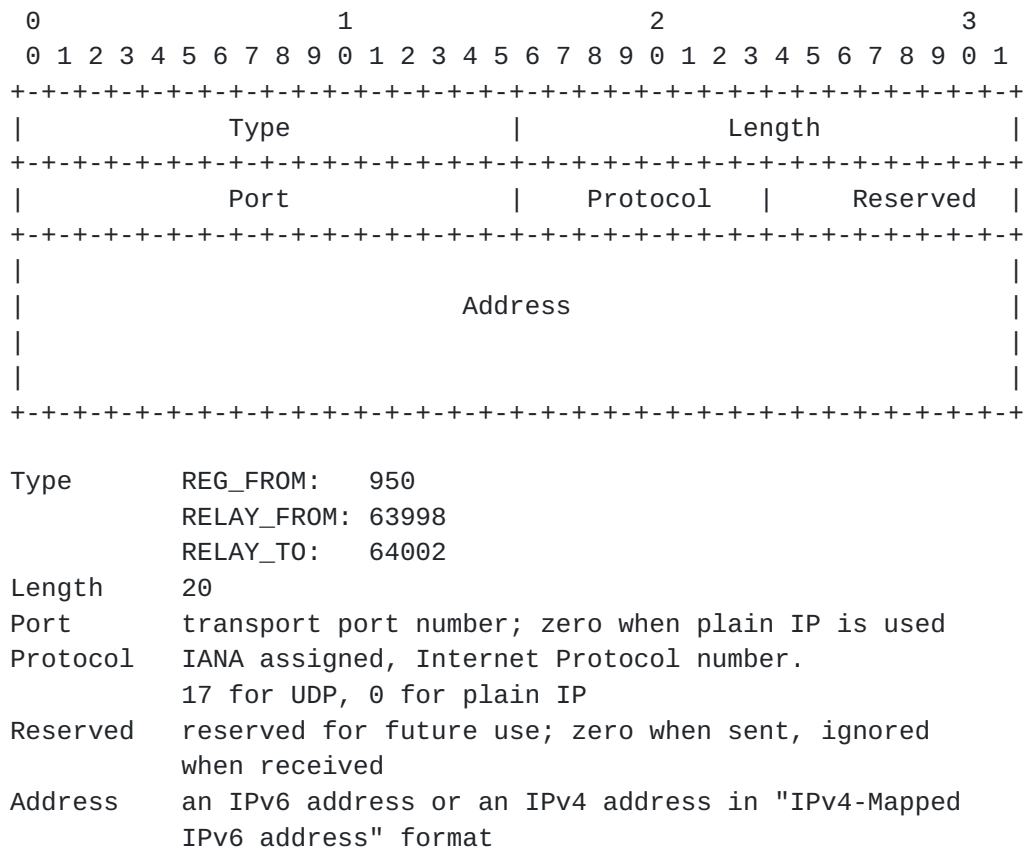 0                   1                   2                   3
 0 1 2 3 4 5 6 7 8 9 0 1 2 3 4 5 6 7 8 9 0 1 2 3 4 5 6 7 8 9 0 1
+-+-+-+-+-+-+-+-+-+-+-+-+-+-+-+-+-+-+-+-+-+-+-+-+-+-+-+-+-+-+-+-+
|             Type              |             Length            |
+-+-+-+-+-+-+-+-+-+-+-+-+-+-+-+-+-+-+-+-+-+-+-+-+-+-+-+-+-+-+-+-+
|             Port              |    Protocol   |     Reserved  |
+-+-+-+-+-+-+-+-+-+-+-+-+-+-+-+-+-+-+-+-+-+-+-+-+-+-+-+-+-+-+-+-+
|                                                               |
|                            Address                            |
|                                                               |
|                                                               |
+-+-+-+-+-+-+-+-+-+-+-+-+-+-+-+-+-+-+-+-+-+-+-+-+-+-+-+-+-+-+-+-+

Type       REG_FROM:   950
           RELAY_FROM: 63998
           RELAY_TO:   64002
Length     20
Port       transport port number; zero when plain IP is used
Protocol   IANA assigned, Internet Protocol number.
           17 for UDP, 0 for plain IP
Reserved   reserved for future use; zero when sent, ignored
           when received
Address    an IPv6 address or an IPv4 address in "IPv4-Mapped
           IPv6 address" format